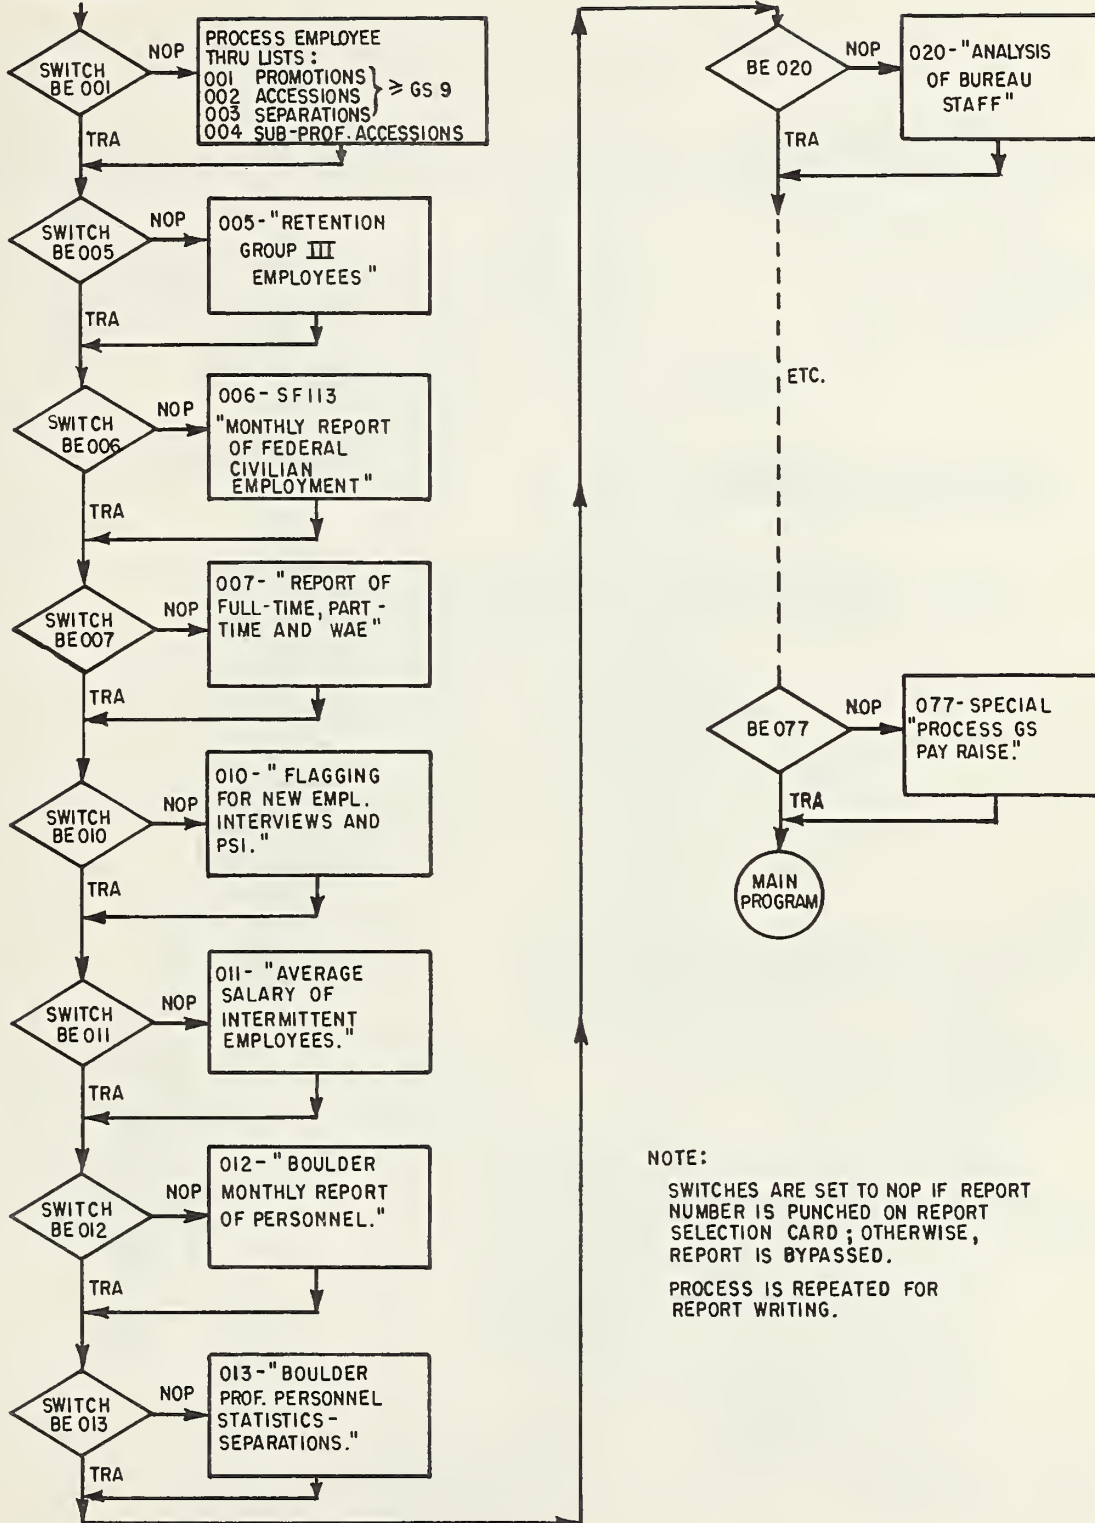 SWITCH
BE 001
NOP
PROCESS EMPLOYEE
THRU LISTS :
001 PROMOTIONS
002 ACCESSIONS } ≥ GS 9
003 SEPARATIONS
004 SUB-PROF. ACCESSIONS
TRA
SWITCH
BE 005
NOP
005-"RETENTION
GROUP III
EMPLOYEES"
TRA
SWITCH
BE 006
NOP
006- SF113
"MONTHLY REPORT
OF FEDERAL
CIVILIAN
EMPLOYMENT"
TRA
SWITCH
BE 007
NOP
007- "REPORT OF
FULL-TIME, PART-
TIME AND WAE"
TRA
SWITCH
BE 010
NOP
010- "FLAGGING
FOR NEW EMPL.
INTERVIEWS AND
PSI."
TRA
SWITCH
BE 011
NOP
011- "AVERAGE
SALARY OF
INTERMITTENT
EMPLOYEES."
TRA
SWITCH
BE 012
NOP
012-"BOULDER
MONTHLY REPORT
OF PERSONNEL."
TRA
SWITCH
BE 013
NOP
013-"BOULDER
PROF. PERSONNEL
STATISTICS-
SEPARATIONS."
TRA
BE 020
NOP
020-"ANALYSIS
OF BUREAU
STAFF"
TRA
ETC.
BE 077
NOP
077-SPECIAL
"PROCESS GS
PAY RAISE."
TRA
MAIN
PROGRAM
NOTE:
SWITCHES ARE SET TO NOP IF REPORT
NUMBER IS PUNCHED ON REPORT
SELECTION CARD ; OTHERWISE,
REPORT IS BYPASSED.
PROCESS IS REPEATED FOR
REPORT WRITING.